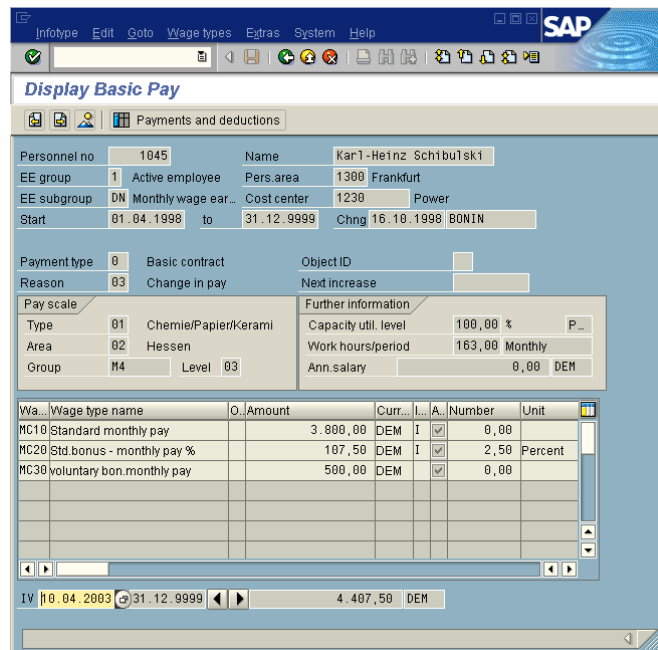 Infotype Edit Goto Wage types Extras System Help
SAP
Display Basic Pay
Payments and deductions
Personnel no 1045 Name Karl-Heinz Schibulski
EE group 1 Active employee Pers.area 1300 Frankfurt
EE subgroup DN Monthly wage ear... Cost center 1230 Power
Start 01.04.1998 to 31.12.9999 Chng 16.10.1998 BONIN
Payment type 0 Basic contract Object ID
Reason 03 Change in pay Next increase
Pay scale Further information
Type 01 Chemie/Papier/Kerami Capacity util. level 100,00 % P...
Area 02 Hessen Work hours/period 163,00 Monthly
Group M4 Level 03 Ann.salary 0,00 DEM
Wa... Wage type name O.. Amount Curr... I... A.. Number Unit
MC10 Standard monthly pay 3.800,00 DEM I 0,00
MC20 Std.bonus - monthly pay % 107,50 DEM I 2,50 Percent
MC30 voluntary bon.monthly pay 500,00 DEM 0,00
IV 10.04.2003 31.12.9999 4.407,50 DEM